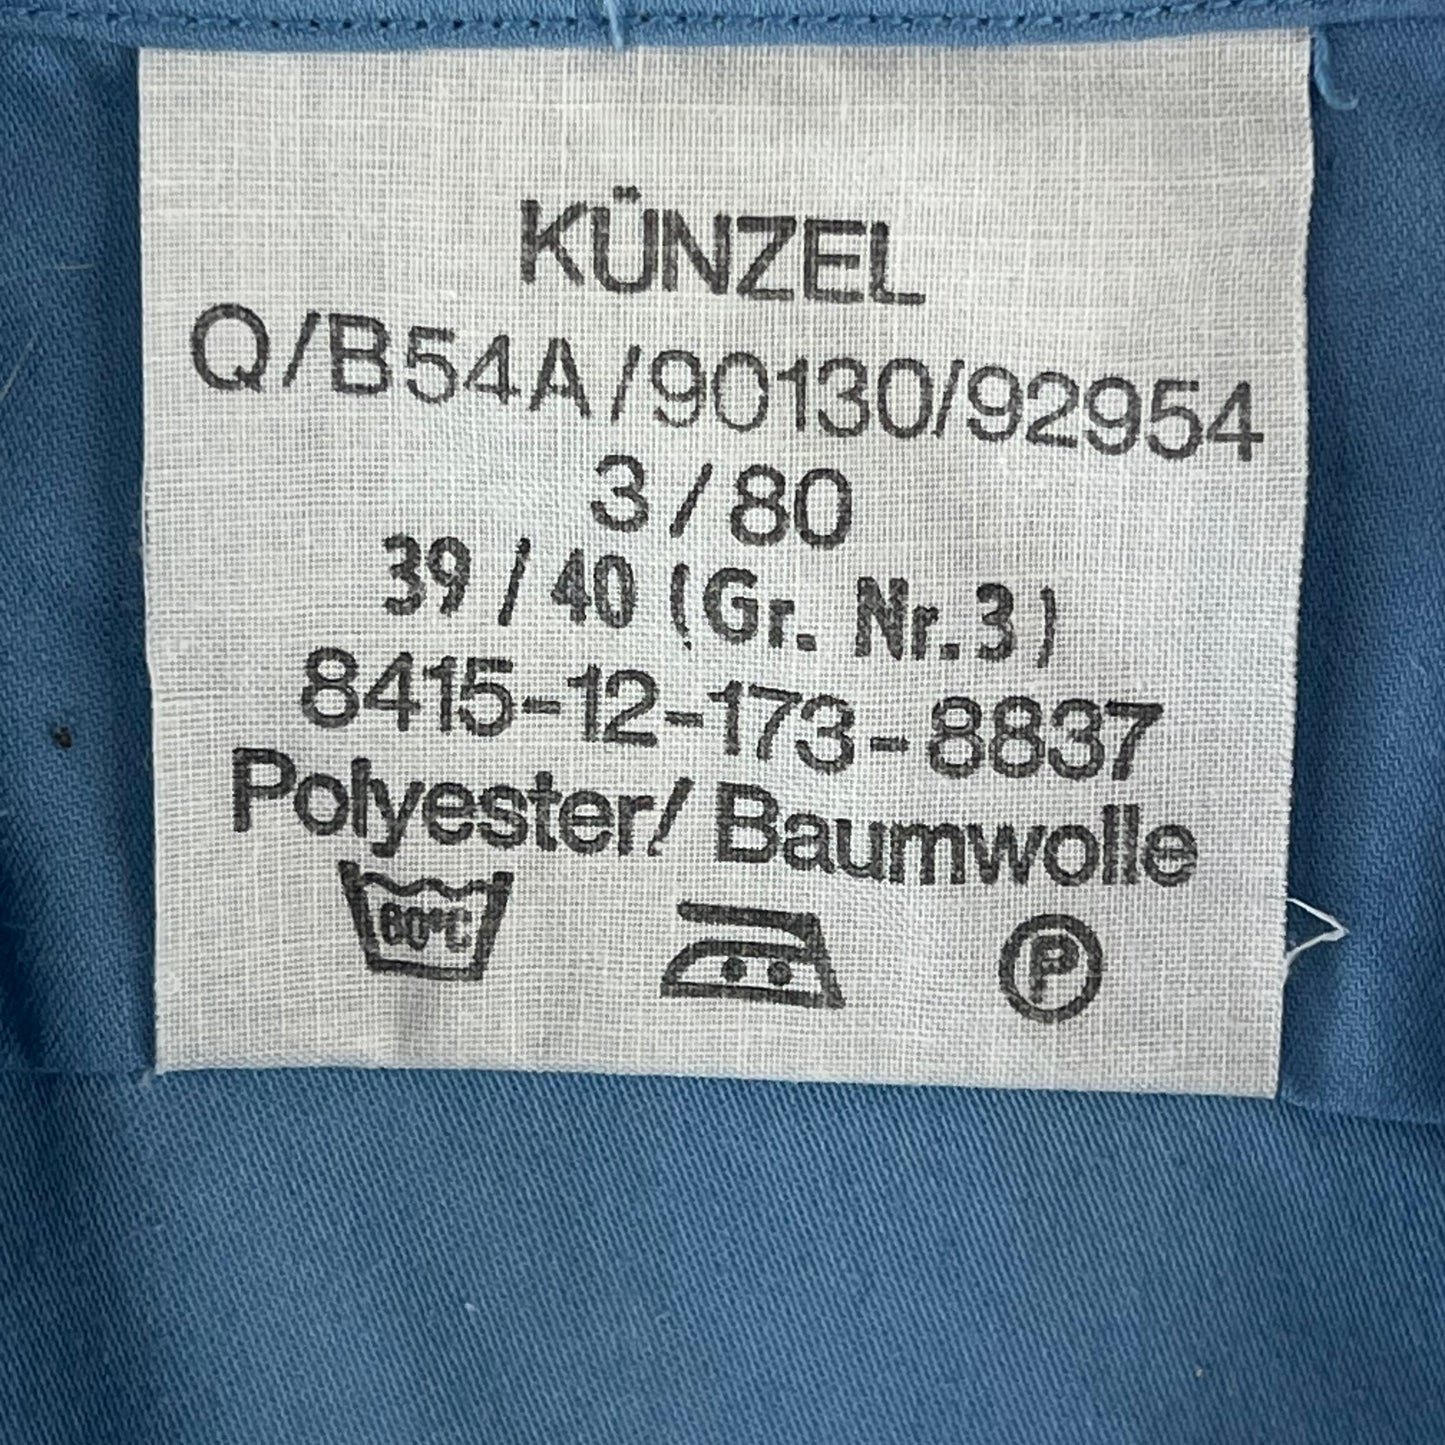 KÜNZEL
Q/B54A/90130/92954
3/80
39/40 (Gr. Nr. 3)
8415-12-173-8837
Polyester/Baumwolle
60°C P